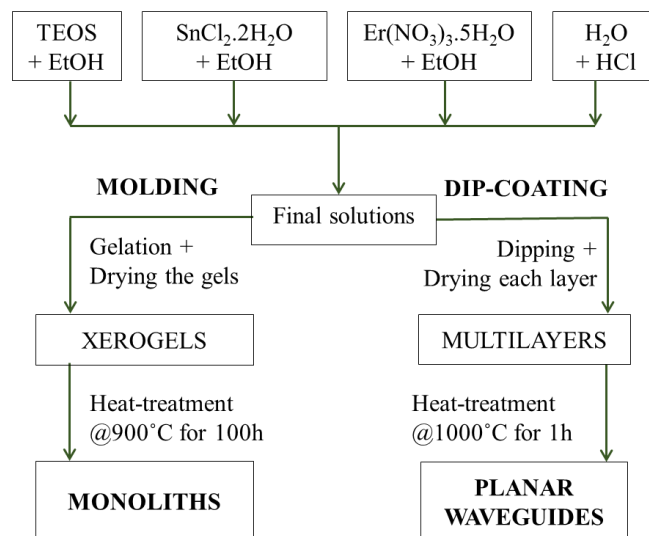 TEOS
+ EtOH
SnCl₂.2H₂O
+ EtOH
Er(NO₃)₃.5H₂O
+ EtOH
H₂O
+ HCl
MOLDING
DIP-COATING
Final solutions
Gelation +
Drying the gels
Dipping +
Drying each layer
XEROGELS
MULTILAYERS
Heat-treatment
@900˚C for 100h
Heat-treatment
@1000˚C for 1h
MONOLITHS
PLANAR
WAVEGUIDES